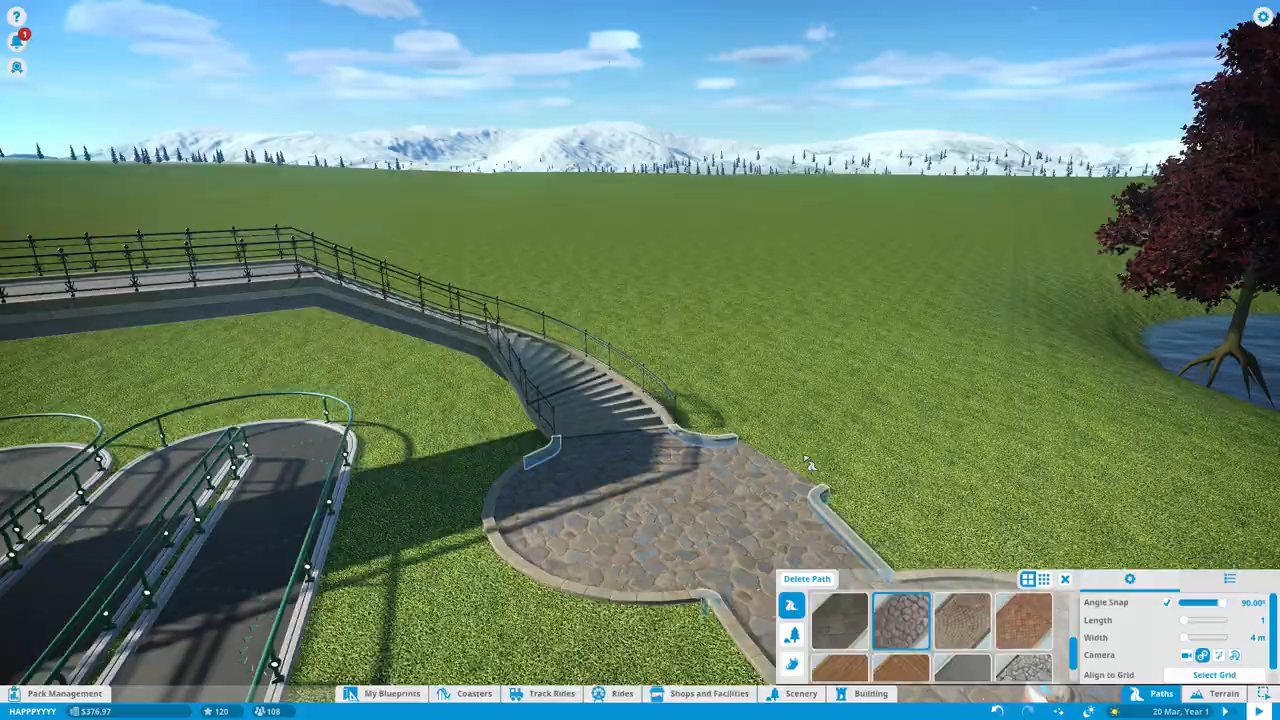 ?
1
Delete Path
Angle Snap 90.00°
Length 1
Width 4 m
Camera
Align to Grid Select Grid
Park Management My Blueprints Coasters Track Rides Rides Shops and Facilities Scenery Building Paths Terrain
HAPPPYYY $376.97 120 108 20 Mar, Year 1